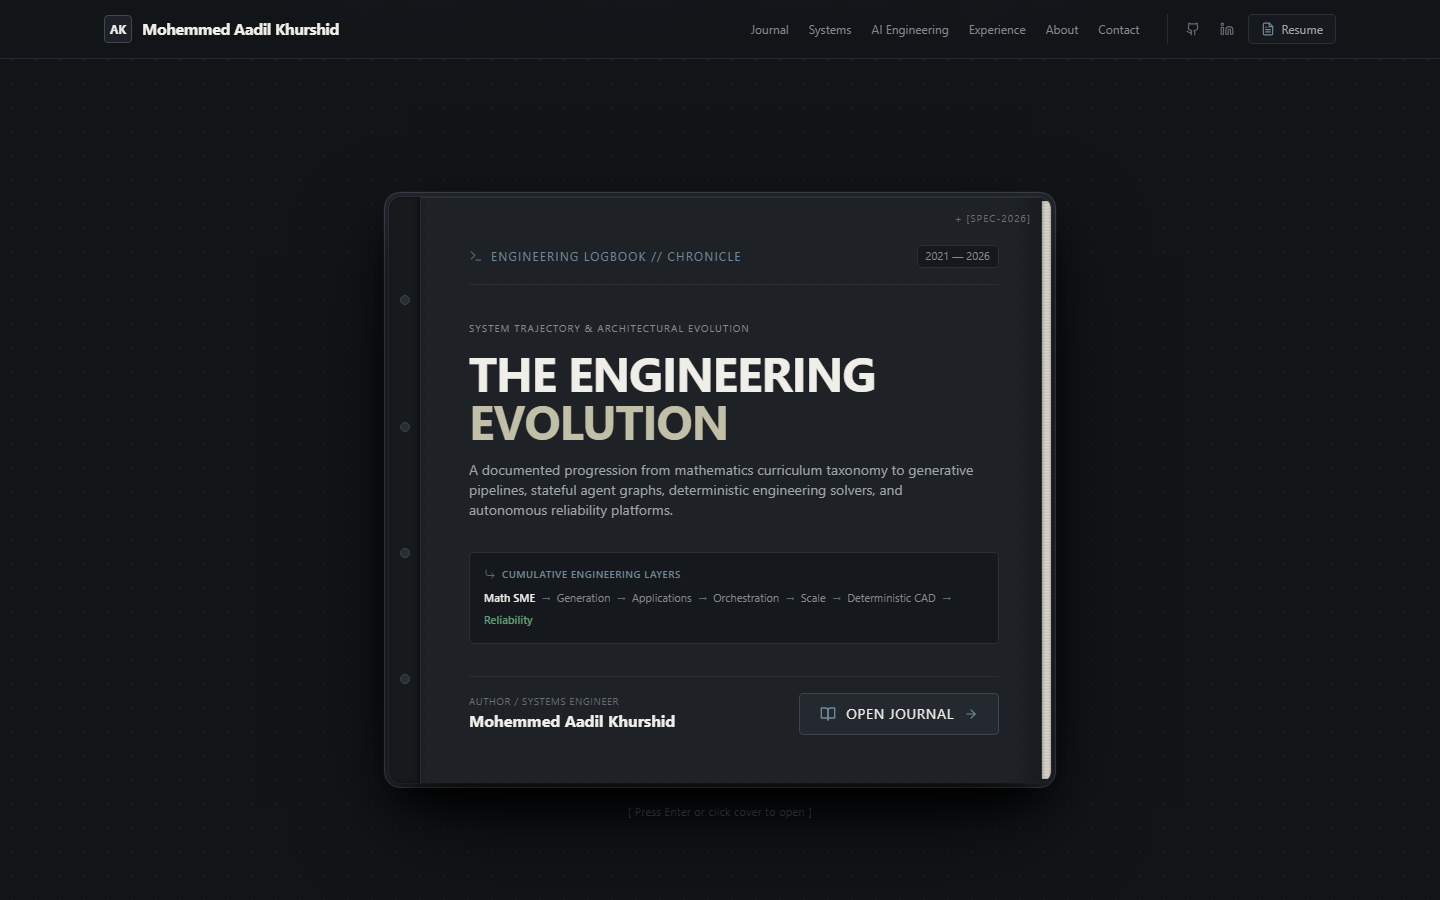 AK Mohemmed Aadil Khurshid Journal Systems AI Engineering Experience About Contact Resume
+ [SPEC-2026]
ENGINEERING LOGBOOK // CHRONICLE 2021 — 2026
SYSTEM TRAJECTORY & ARCHITECTURAL EVOLUTION
THE ENGINEERING
EVOLUTION
A documented progression from mathematics curriculum taxonomy to generative
pipelines, stateful agent graphs, deterministic engineering solvers, and
autonomous reliability platforms.
CUMULATIVE ENGINEERING LAYERS
Math SME → Generation → Applications → Orchestration → Scale → Deterministic CAD →
Reliability
AUTHOR / SYSTEMS ENGINEER
Mohemmed Aadil Khurshid
OPEN JOURNAL →
[ Press Enter or click cover to open ]